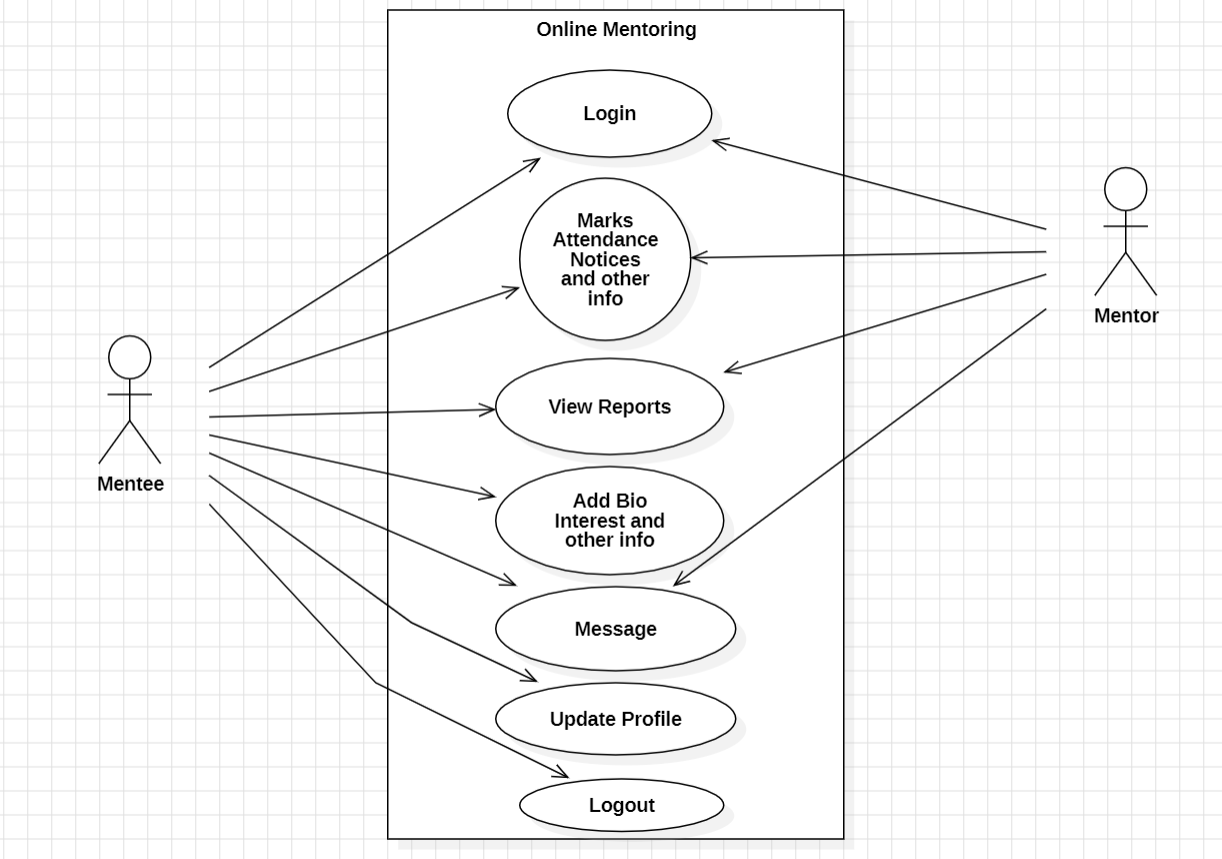 Online Mentoring
Login
Marks
Attendance
Notices
and other
info
Mentor
View Reports
Mentee
Add Bio
Interest and
other info
Message
Update Profile
Logout